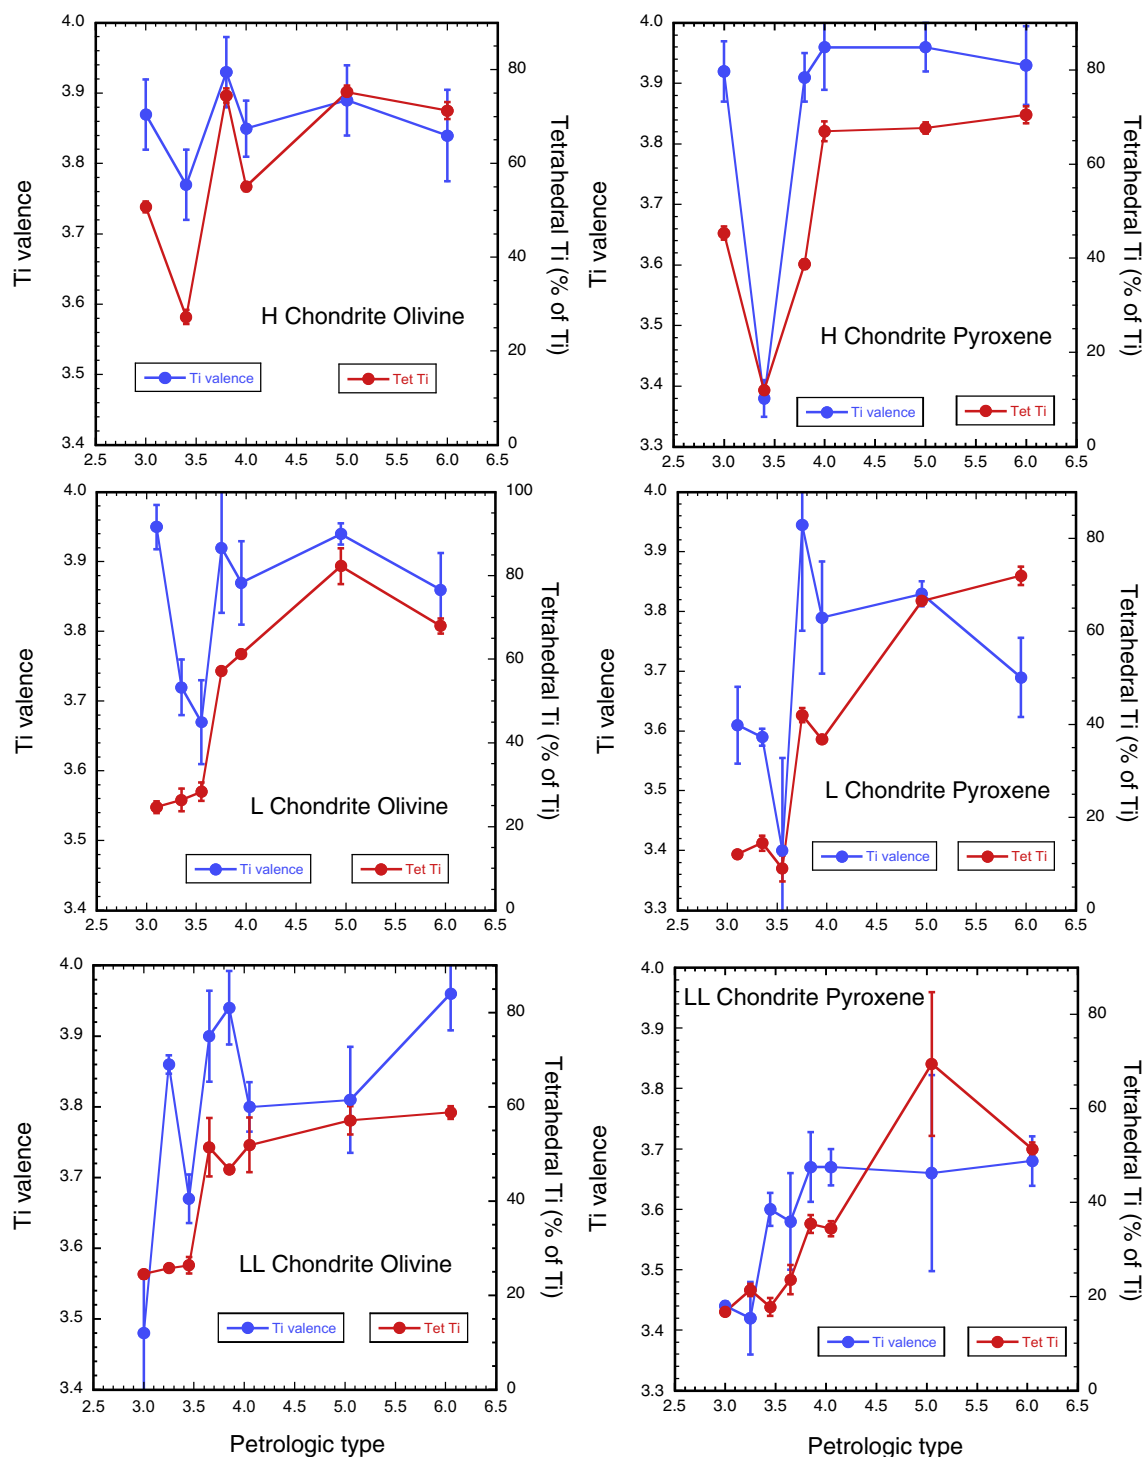 4.0
3.9
3.8
3.7
3.6
3.5
3.4
80
60
40
20
0
2.5 3.0 3.5 4.0 4.5 5.0 5.5 6.0 6.5
Ti valence
Tetrahedral Ti (% of Ti)
H Chondrite Olivine
Ti valence
Tet Ti
4.0
3.9
3.8
3.7
3.6
3.5
3.4
3.3
80
60
40
20
0
2.5 3.0 3.5 4.0 4.5 5.0 5.5 6.0 6.5
Ti valence
Tetrahedral Ti (% of Ti)
H Chondrite Pyroxene
Ti valence
Tet Ti
4.0
3.9
3.8
3.7
3.6
3.5
3.4
100
80
60
40
20
0
2.5 3.0 3.5 4.0 4.5 5.0 5.5 6.0 6.5
Ti valence
Tetrahedral Ti (% of Ti)
L Chondrite Olivine
Ti valence
Tet Ti
4.0
3.9
3.8
3.7
3.6
3.5
3.4
3.3
80
60
40
20
0
2.5 3.0 3.5 4.0 4.5 5.0 5.5 6.0 6.5
Ti valence
Tetrahedral Ti (% of Ti)
L Chondrite Pyroxene
Ti valence
Tet Ti
4.0
3.9
3.8
3.7
3.6
3.5
3.4
80
60
40
20
0
2.5 3.0 3.5 4.0 4.5 5.0 5.5 6.0 6.5
Ti valence
Tetrahedral Ti (% of Ti)
LL Chondrite Olivine
Ti valence
Tet Ti
Petrologic type
LL Chondrite Pyroxene
4.0
3.9
3.8
3.7
3.6
3.5
3.4
3.3
80
60
40
20
0
2.5 3.0 3.5 4.0 4.5 5.0 5.5 6.0 6.5
Ti valence
Tetrahedral Ti (% of Ti)
Ti valence
Tet Ti
Petrologic type